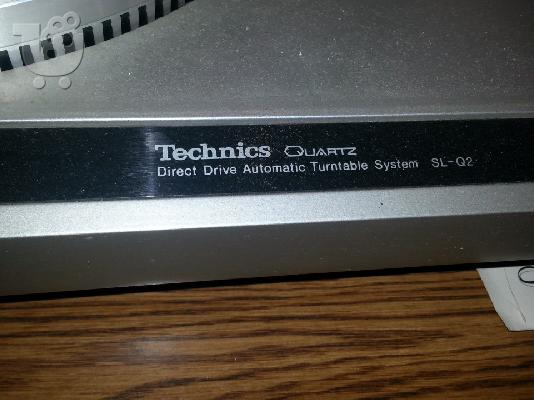 Technics QUARTZ
Direct Drive Automatic Turntable System SL-Q2